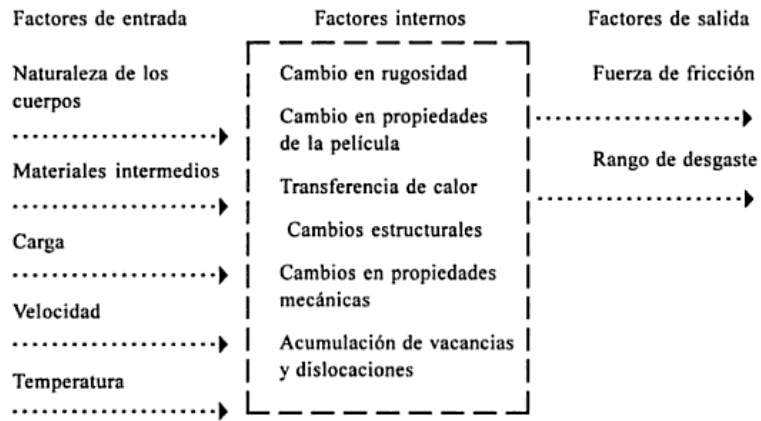 Factores de entrada
Naturaleza de los
cuerpos
Materiales intermedios
Carga
Velocidad
Temperatura
Factores internos
Cambio en rugosidad
Cambio en propiedades
de la película
Transferencia de calor
Cambios estructurales
Cambios en propiedades
mecánicas
Acumulación de vacancias
y dislocaciones
Factores de salida
Fuerza de fricción
Rango de desgaste